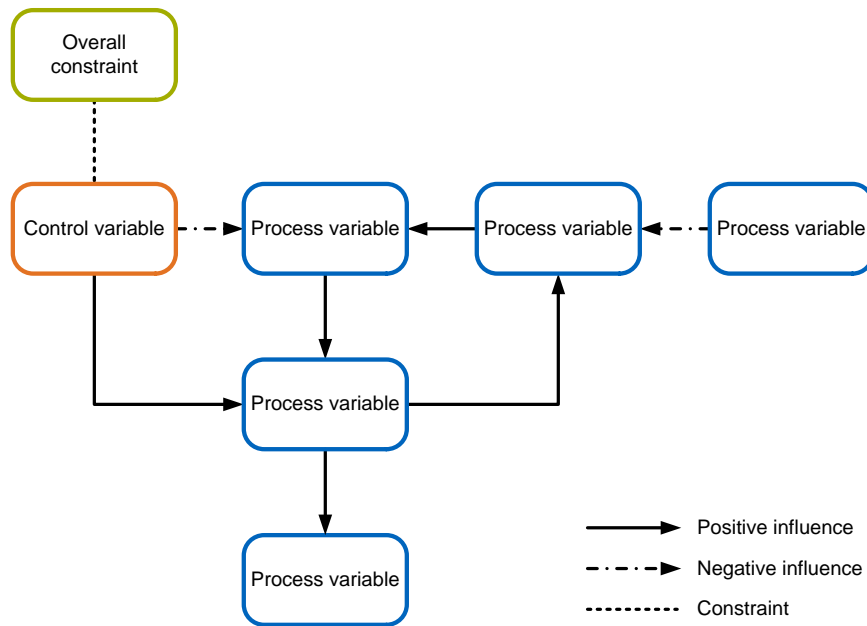 Overall
constraint
Control variable
Process variable
Process variable
Process variable
Process variable
Process variable
Positive influence
Negative influence
Constraint